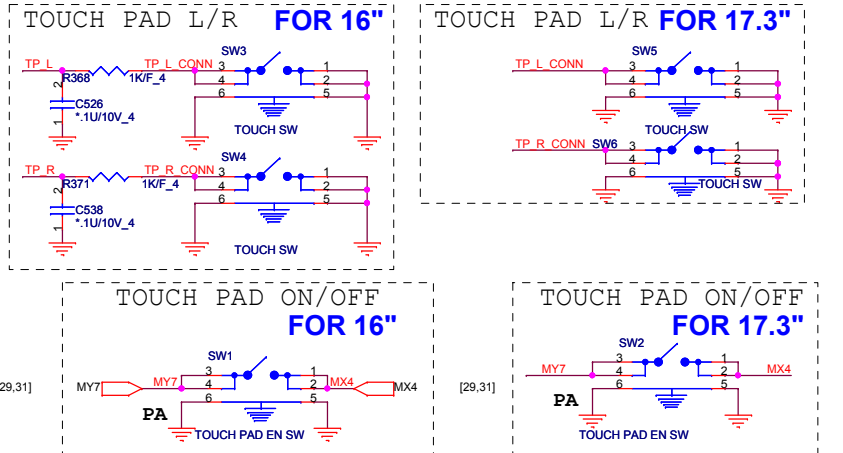 TOUCH PAD L/R FOR 16"
SW3
TP_L
R368
1K/F_4
TP_L_CONN
3
4
6
1
2
5
2
C526
*.1U/10V_4
1
TOUCH SW
SW4
TP_R
R371
1K/F_4
TP_R_CONN
3
4
6
1
2
5
2
C538
*.1U/10V_4
1
TOUCH SW
TOUCH PAD L/R FOR 17.3"
SW5
TP_L_CONN
3
4
6
1
2
5
TOUCH SW
TP_R_CONN
SW6
3
4
6
1
2
5
TOUCH SW
TOUCH PAD ON/OFF
FOR 16"
SW1
29,31]
MY7
MY7
3
4
6
1
2
5
MX4
MX4
PA
TOUCH PAD EN SW
TOUCH PAD ON/OFF
FOR 17.3"
SW2
[29,31]
MY7
3
4
6
1
2
5
MX4
PA
TOUCH PAD EN SW